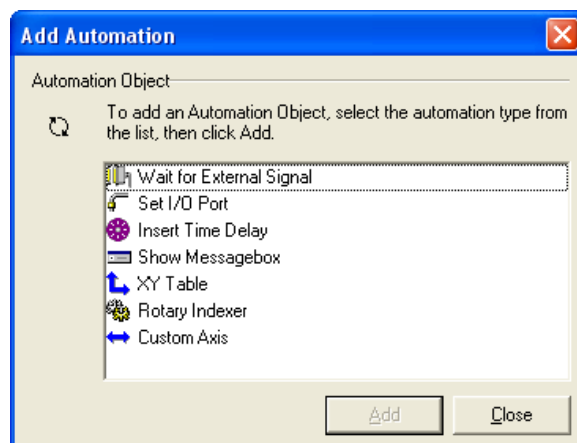 Add Automation
Automation Object
To add an Automation Object, select the automation type from
the list, then click Add.
Wait for External Signal
Set I/O Port
Insert Time Delay
Show Messagebox
XY Table
Rotary Indexer
Custom Axis
Add
Close